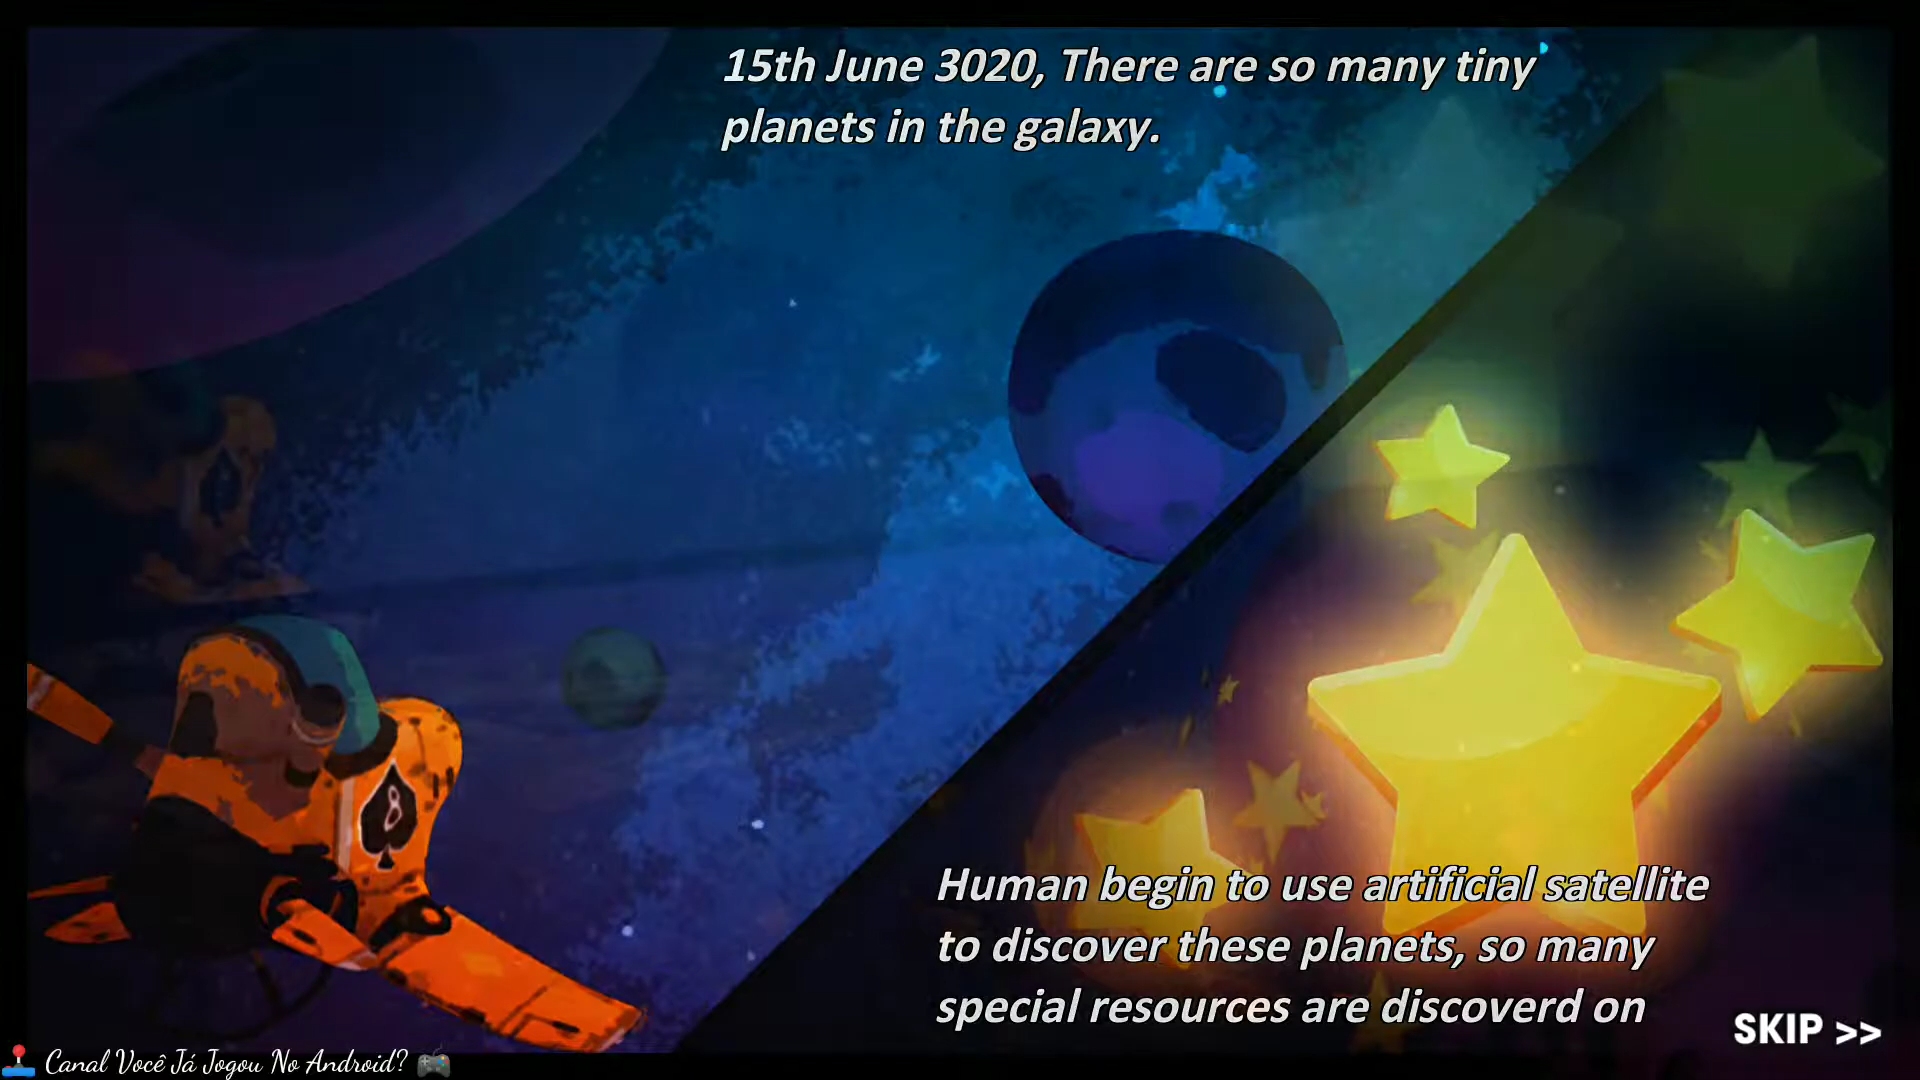 15th June 3020, There are so many tiny
planets in the galaxy.
8
Human begin to use artificial satellite
to discover these planets, so many
special resources are discoverd on
SKIP >>
Canal Você Já Jogou No Android?